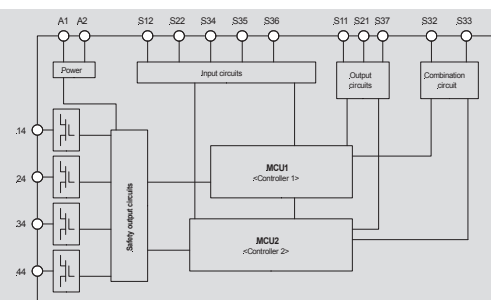 A1 A2 S12 S22 S34 S35 S36 S11 S21 S37 S32 S33
Power
Input circuits
Output
circuits
Combination
circuit
14
24
34
44
Safety output circuits
MCU1
<Controller 1>
MCU2
<Controller 2>